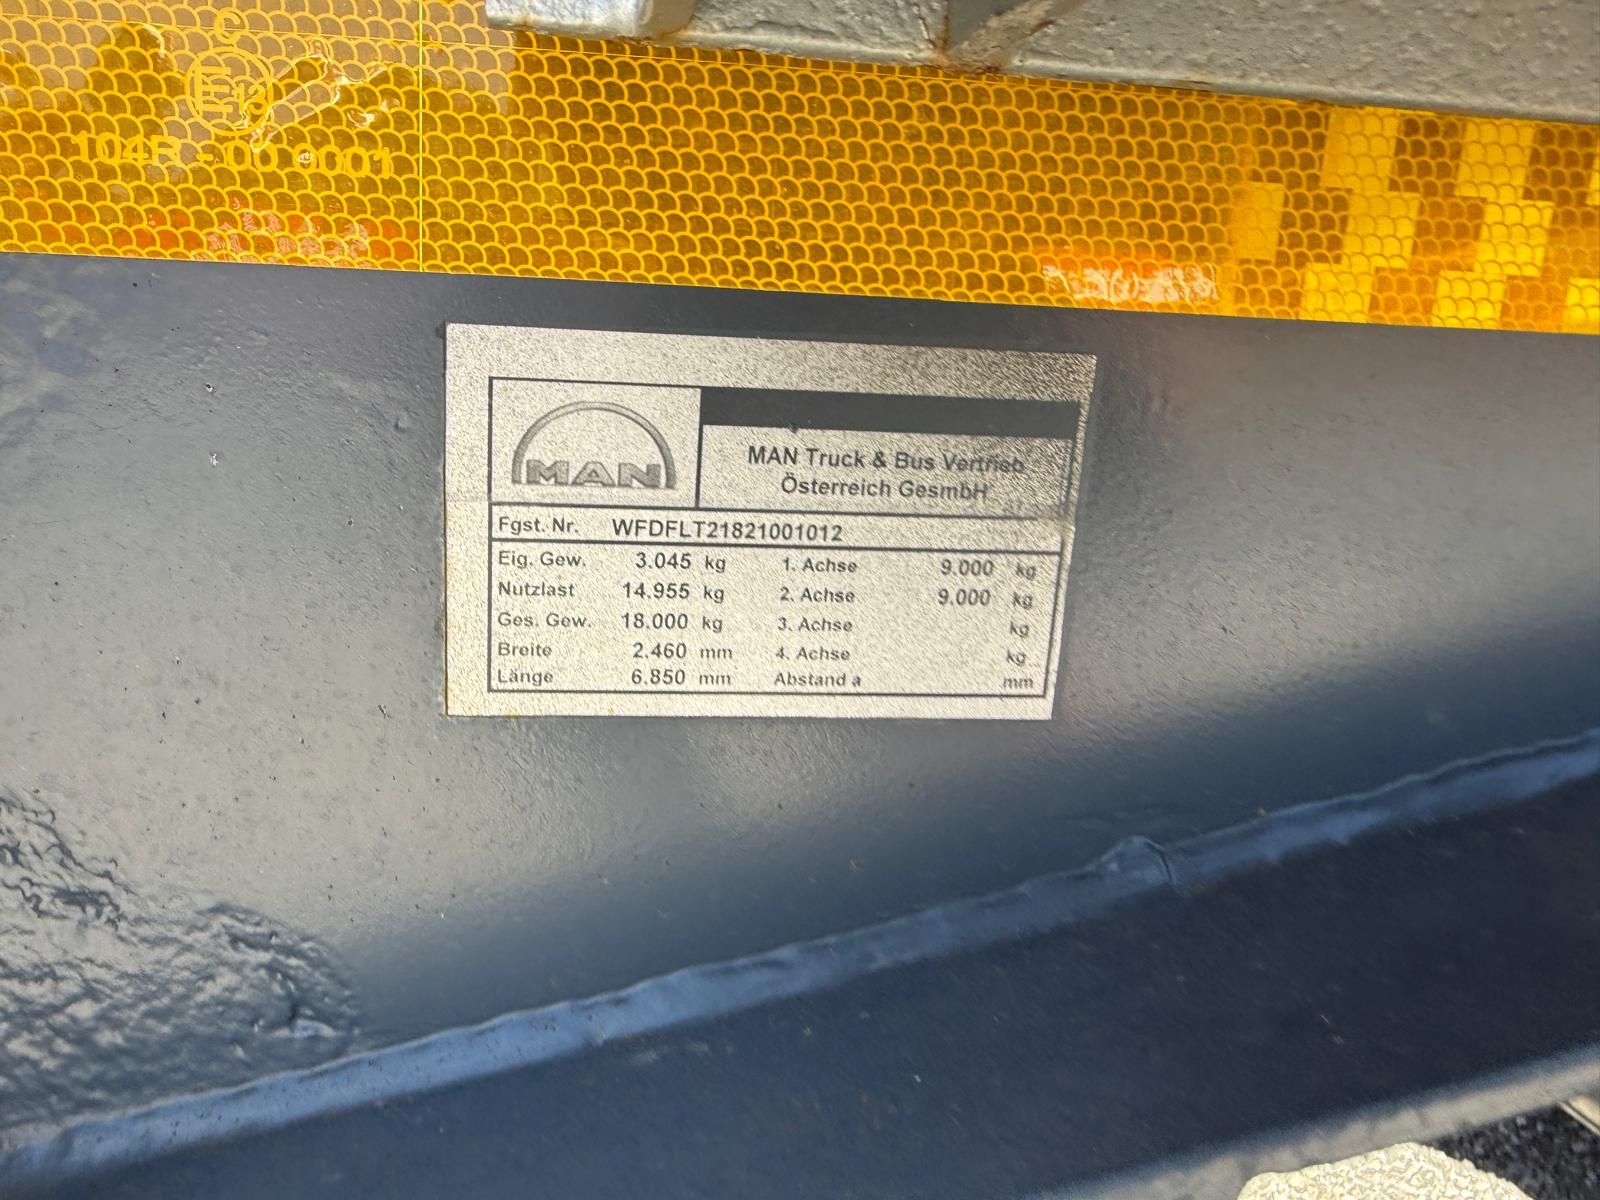 C
E 13
104R - 00 0001
MAN
MAN Truck & Bus Vertrieb
Österreich GesmbH
Fgst. Nr. WFDFLT21821001012
Eig. Gew. 3.045 kg 1. Achse 9.000 kg
Nutzlast 14.955 kg 2. Achse 9.000 kg
Ges. Gew. 18.000 kg 3. Achse kg
Breite 2.460 mm 4. Achse kg
Länge 6.850 mm Abstand a mm